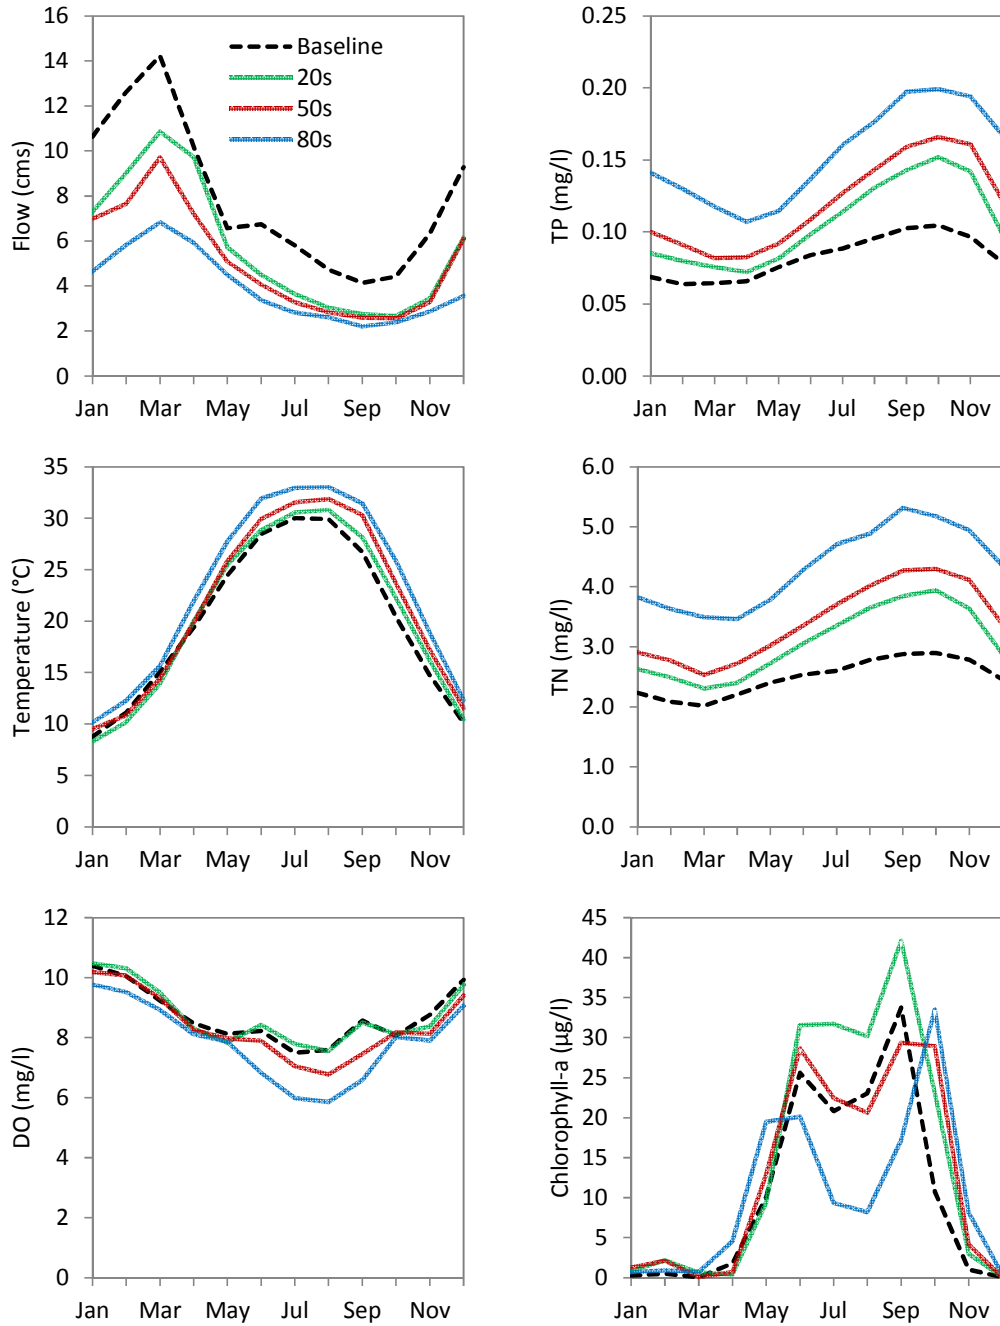 Flow (cms)
16
14
12
10
8
6
4
2
0
Jan Mar May Jul Sep Nov
Baseline
20s
50s
80s
TP (mg/l)
0.25
0.20
0.15
0.10
0.05
0.00
Jan Mar May Jul Sep Nov
Temperature (°C)
35
30
25
20
15
10
5
0
Jan Mar May Jul Sep Nov
TN (mg/l)
6.0
5.0
4.0
3.0
2.0
1.0
0.0
Jan Mar May Jul Sep Nov
DO (mg/l)
12
10
8
6
4
2
0
Jan Mar May Jul Sep Nov
Chlorophyll-a (µg/l)
45
40
35
30
25
20
15
10
5
0
Jan Mar May Jul Sep Nov